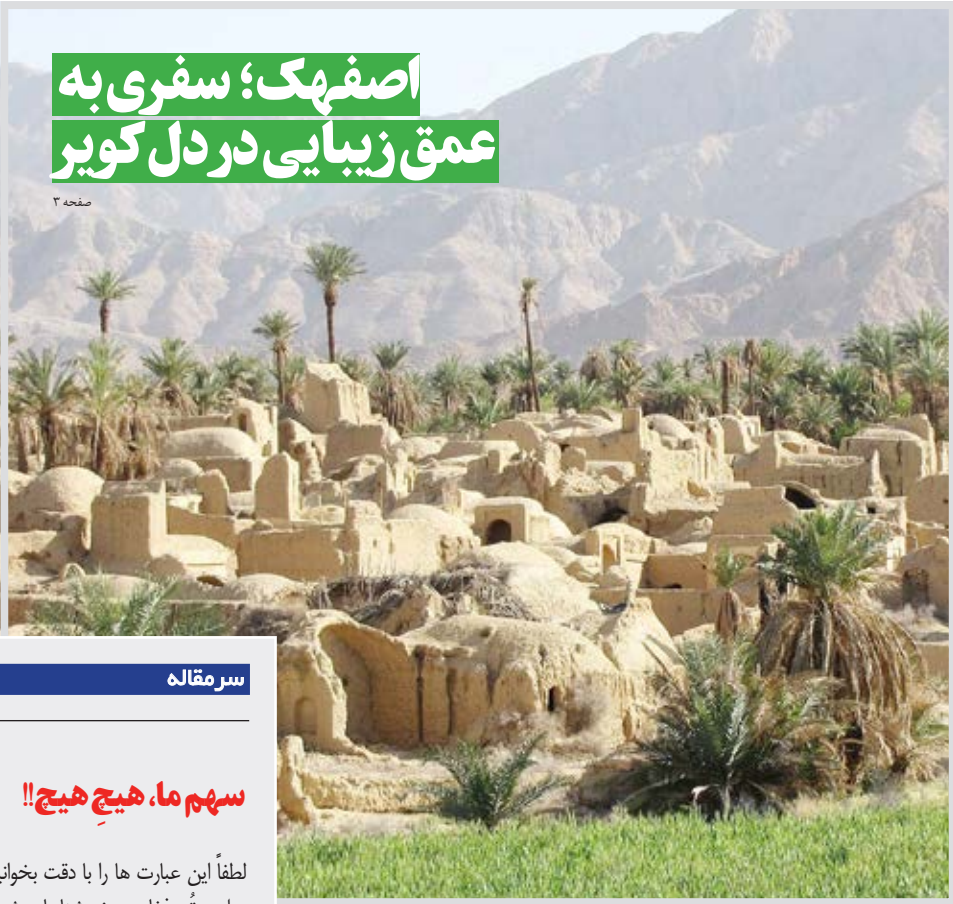 اصفهک؛ سفری به
عمق زیبایی در دل کویر
صفحه ۳
سرمقاله
سهم ما، هیچِ هیچ!!
لطفاً این عبارت ها را با دقت